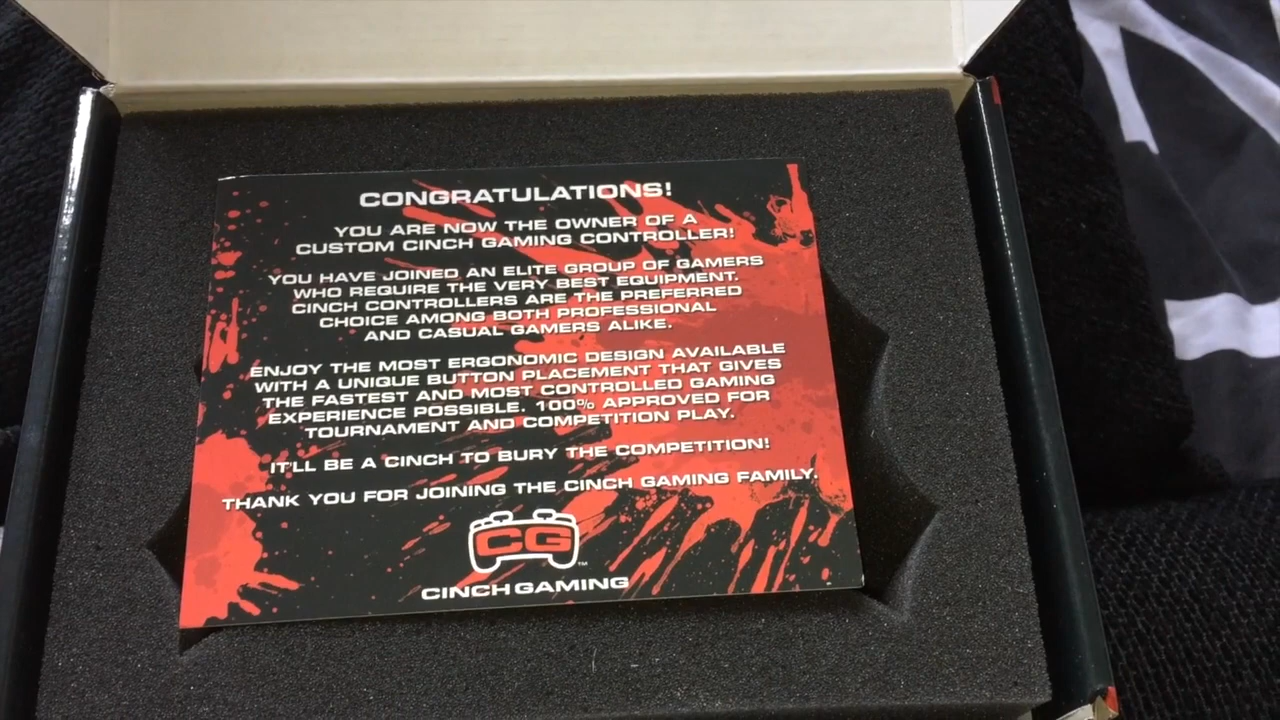 CONGRATULATIONS!
YOU ARE NOW THE OWNER OF A
CUSTOM CINCH GAMING CONTROLLER!
YOU HAVE JOINED AN ELITE GROUP OF GAMERS
WHO REQUIRE THE VERY BEST EQUIPMENT.
CINCH CONTROLLERS ARE THE PREFERRED
CHOICE AMONG BOTH PROFESSIONAL
AND CASUAL GAMERS ALIKE.
ENJOY THE MOST ERGONOMIC DESIGN AVAILABLE
WITH A UNIQUE BUTTON PLACEMENT THAT GIVES
THE FASTEST AND MOST CONTROLLED GAMING
EXPERIENCE POSSIBLE. 100% APPROVED FOR
TOURNAMENT AND COMPETITION PLAY.
IT'LL BE A CINCH TO BURY THE COMPETITION!
THANK YOU FOR JOINING THE CINCH GAMING FAMILY.
CG™
CINCH GAMING